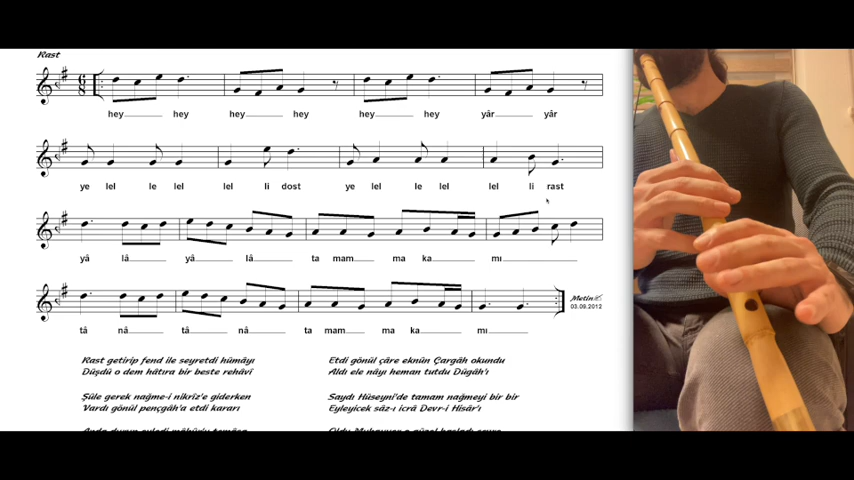 Rast
6 8
hey hey hey hey hey hey yâr yâr
ye lel le lel lel li dost ye lel le lel lel li rast
yâ lâ yâ lâ ta mam ma ka mı
tâ nâ tâ nâ ta mam ma ka mı
Metin
03.09.2012
Rast getirip fend ile seyretdi hümâyı
Düşdü o dem hâtıra bir beste rehâvî
Şûle gerek nağme-i nikrîz'e giderken
Vardı gönül pençgâh'a etdi kararı
Etdi gönül çâre eknûn Çargâh okundu
Aldı ele nâyı heman tutdu Dûgâh'ı
Saydı Hüseynî'de tamam nağmeyi bir bir
Eyleyicek sâz-ı icrâ Devr-i Hisâr'ı